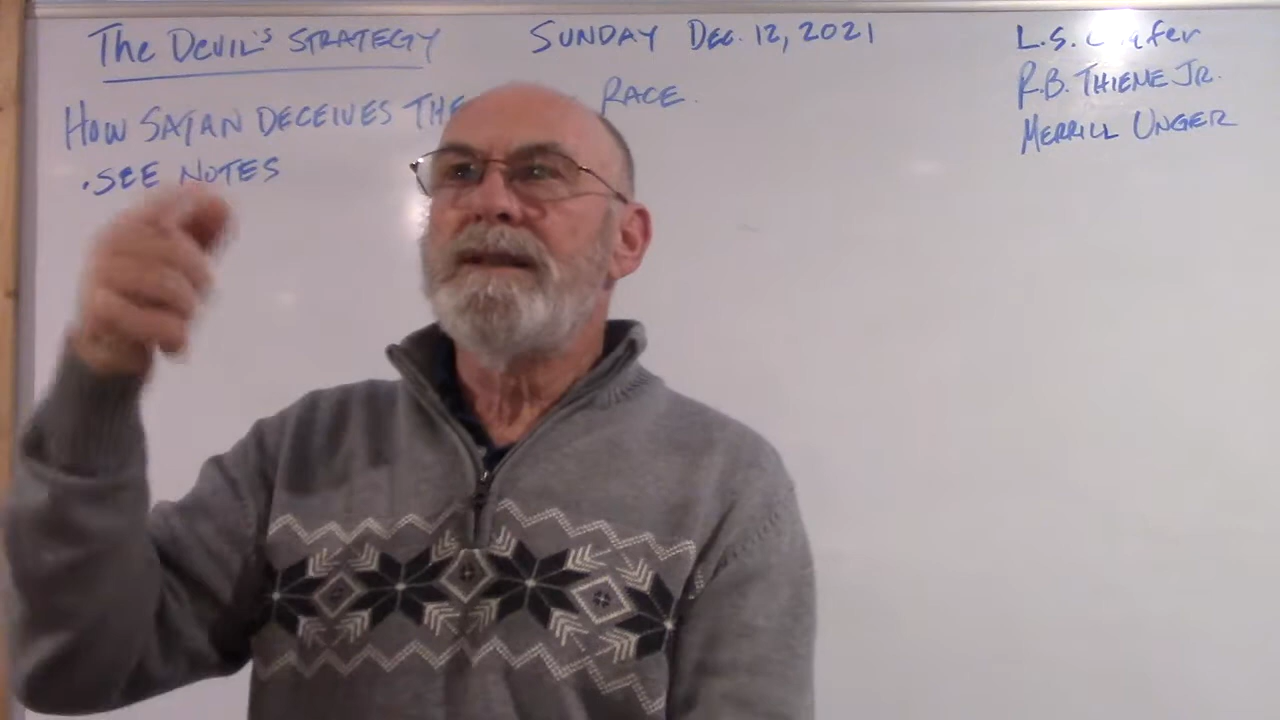 The Devil's STRATEGY
SUNDAY DEC. 12, 2021
HOW SATAN DECEIVES THE RACE.
• SEE NOTES
L.S.
R.B. THIEME JR.
MERRILL UNGER